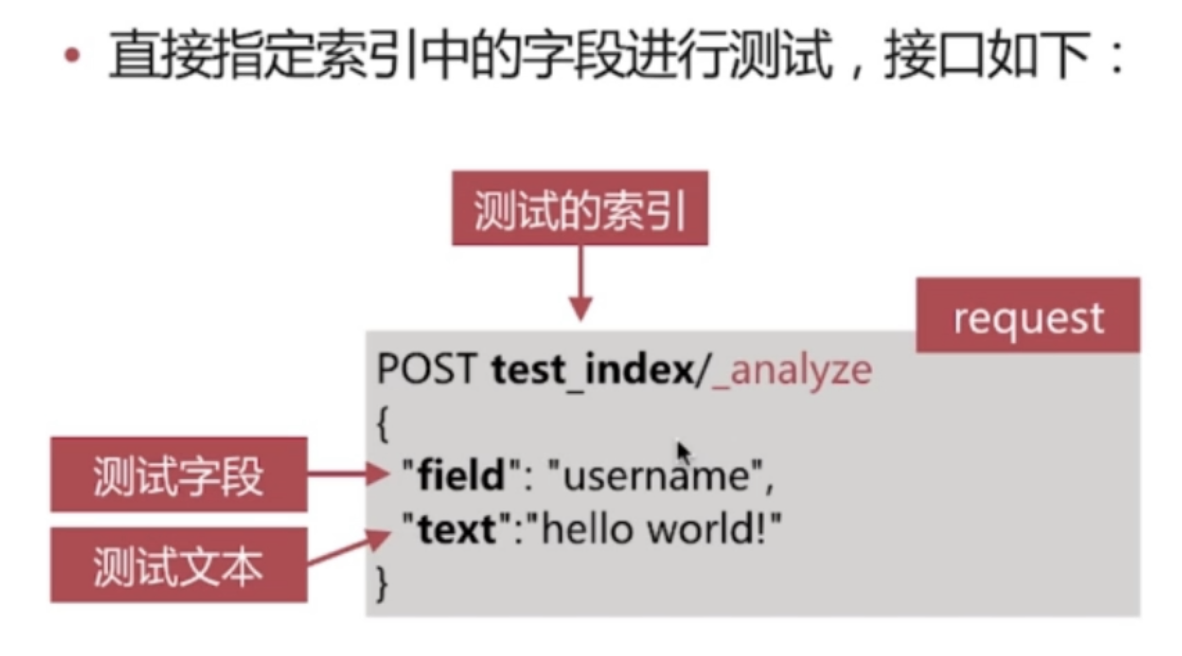 • 直接指定索引中的字段进行测试，接口如下：
测试的索引
request
POST test_index/_analyze
{
测试字段
"field": "username",
"text":"hello world!"
测试文本
}